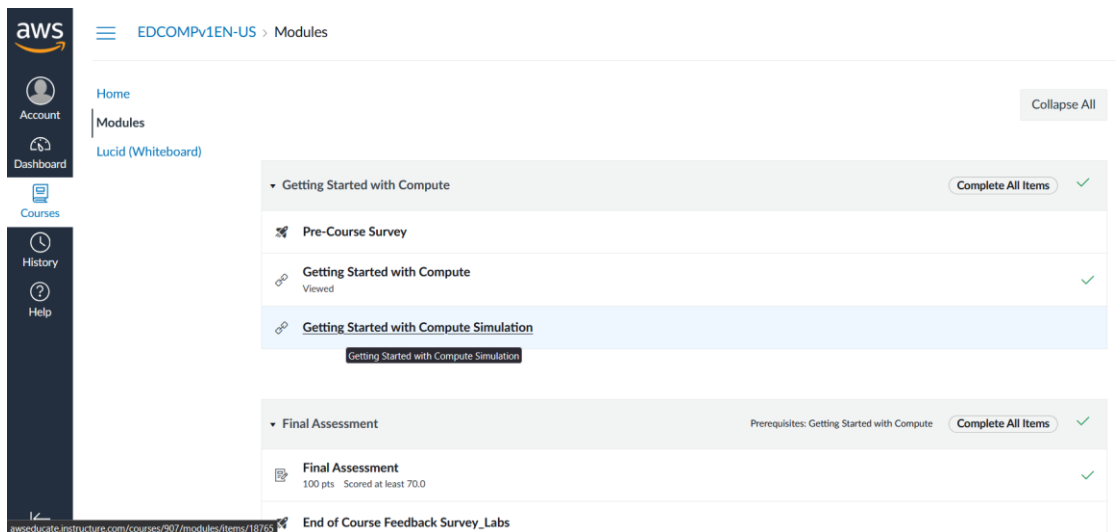 aws
EDCOMPv1EN-US > Modules
Account
Dashboard
Courses
History
Help
Home
Modules
Lucid (Whiteboard)
Collapse All
Getting Started with Compute Complete All Items
Pre-Course Survey
Getting Started with Compute
Viewed
Getting Started with Compute Simulation
Getting Started with Compute Simulation
Final Assessment Prerequisites: Getting Started with Compute Complete All Items
Final Assessment
100 pts Scored at least 70.0
End of Course Feedback Survey_Labs
awseducate.instructure.com/courses/907/modules/items/18765